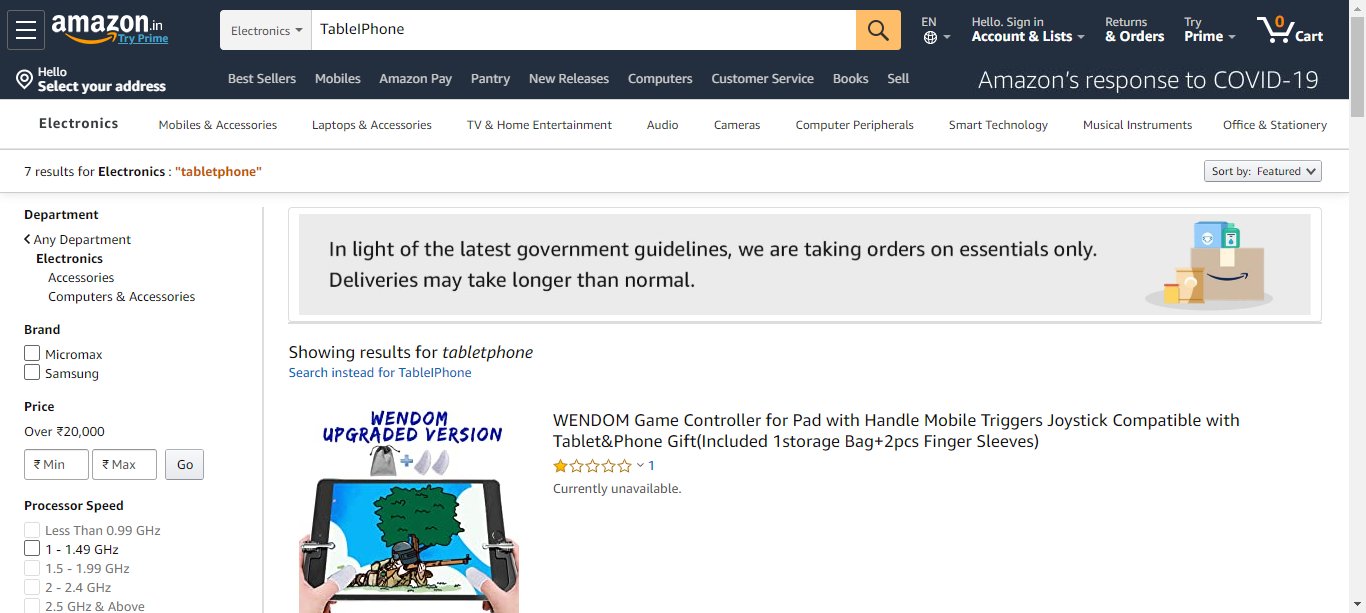 amazon.in
Try Prime
Electronics
TableIPhone
EN
Hello. Sign in
Account & Lists
Returns
& Orders
Try
Prime
0
Cart
Hello
Select your address
Best Sellers
Mobiles
Amazon Pay
Pantry
New Releases
Computers
Customer Service
Books
Sell
Amazon's response to COVID-19
Electronics
Mobiles & Accessories
Laptops & Accessories
TV & Home Entertainment
Audio
Cameras
Computer Peripherals
Smart Technology
Musical Instruments
Office & Stationery
7 results for Electronics : "tabletphone"
Sort by: Featured
Department
Any Department
Electronics
Accessories
Computers & Accessories
Brand
Micromax
Samsung
Price
Over ₹20,000
₹ Min
₹ Max
Go
Processor Speed
Less Than 0.99 GHz
1 - 1.49 GHz
1.5 - 1.99 GHz
2 - 2.4 GHz
2.5 GHz & Above
In light of the latest government guidelines, we are taking orders on essentials only.
Deliveries may take longer than normal.
Showing results for tabletphone
Search instead for TableIPhone
WENDOM
UPGRADED VERSION
WENDOM Game Controller for Pad with Handle Mobile Triggers Joystick Compatible with
Tablet&Phone Gift(Included 1storage Bag+2pcs Finger Sleeves)
1
Currently unavailable.